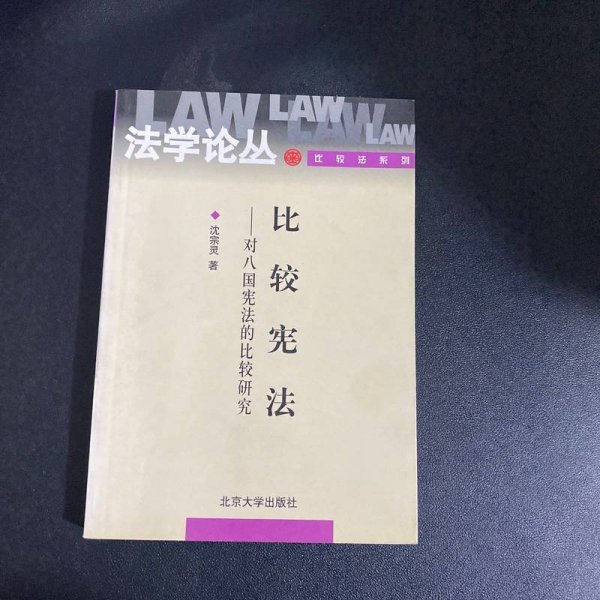 LAW LAW LAW LAW
法学论丛
比较法系列
比较宪法
——对八国宪法的比较研究
◆沈宗灵 著
北京大学出版社